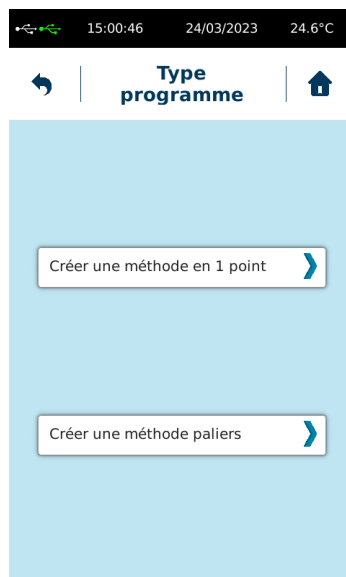 15:00:46 24/03/2023 24.6°C
Type
programme
Créer une méthode en 1 point
Créer une méthode paliers